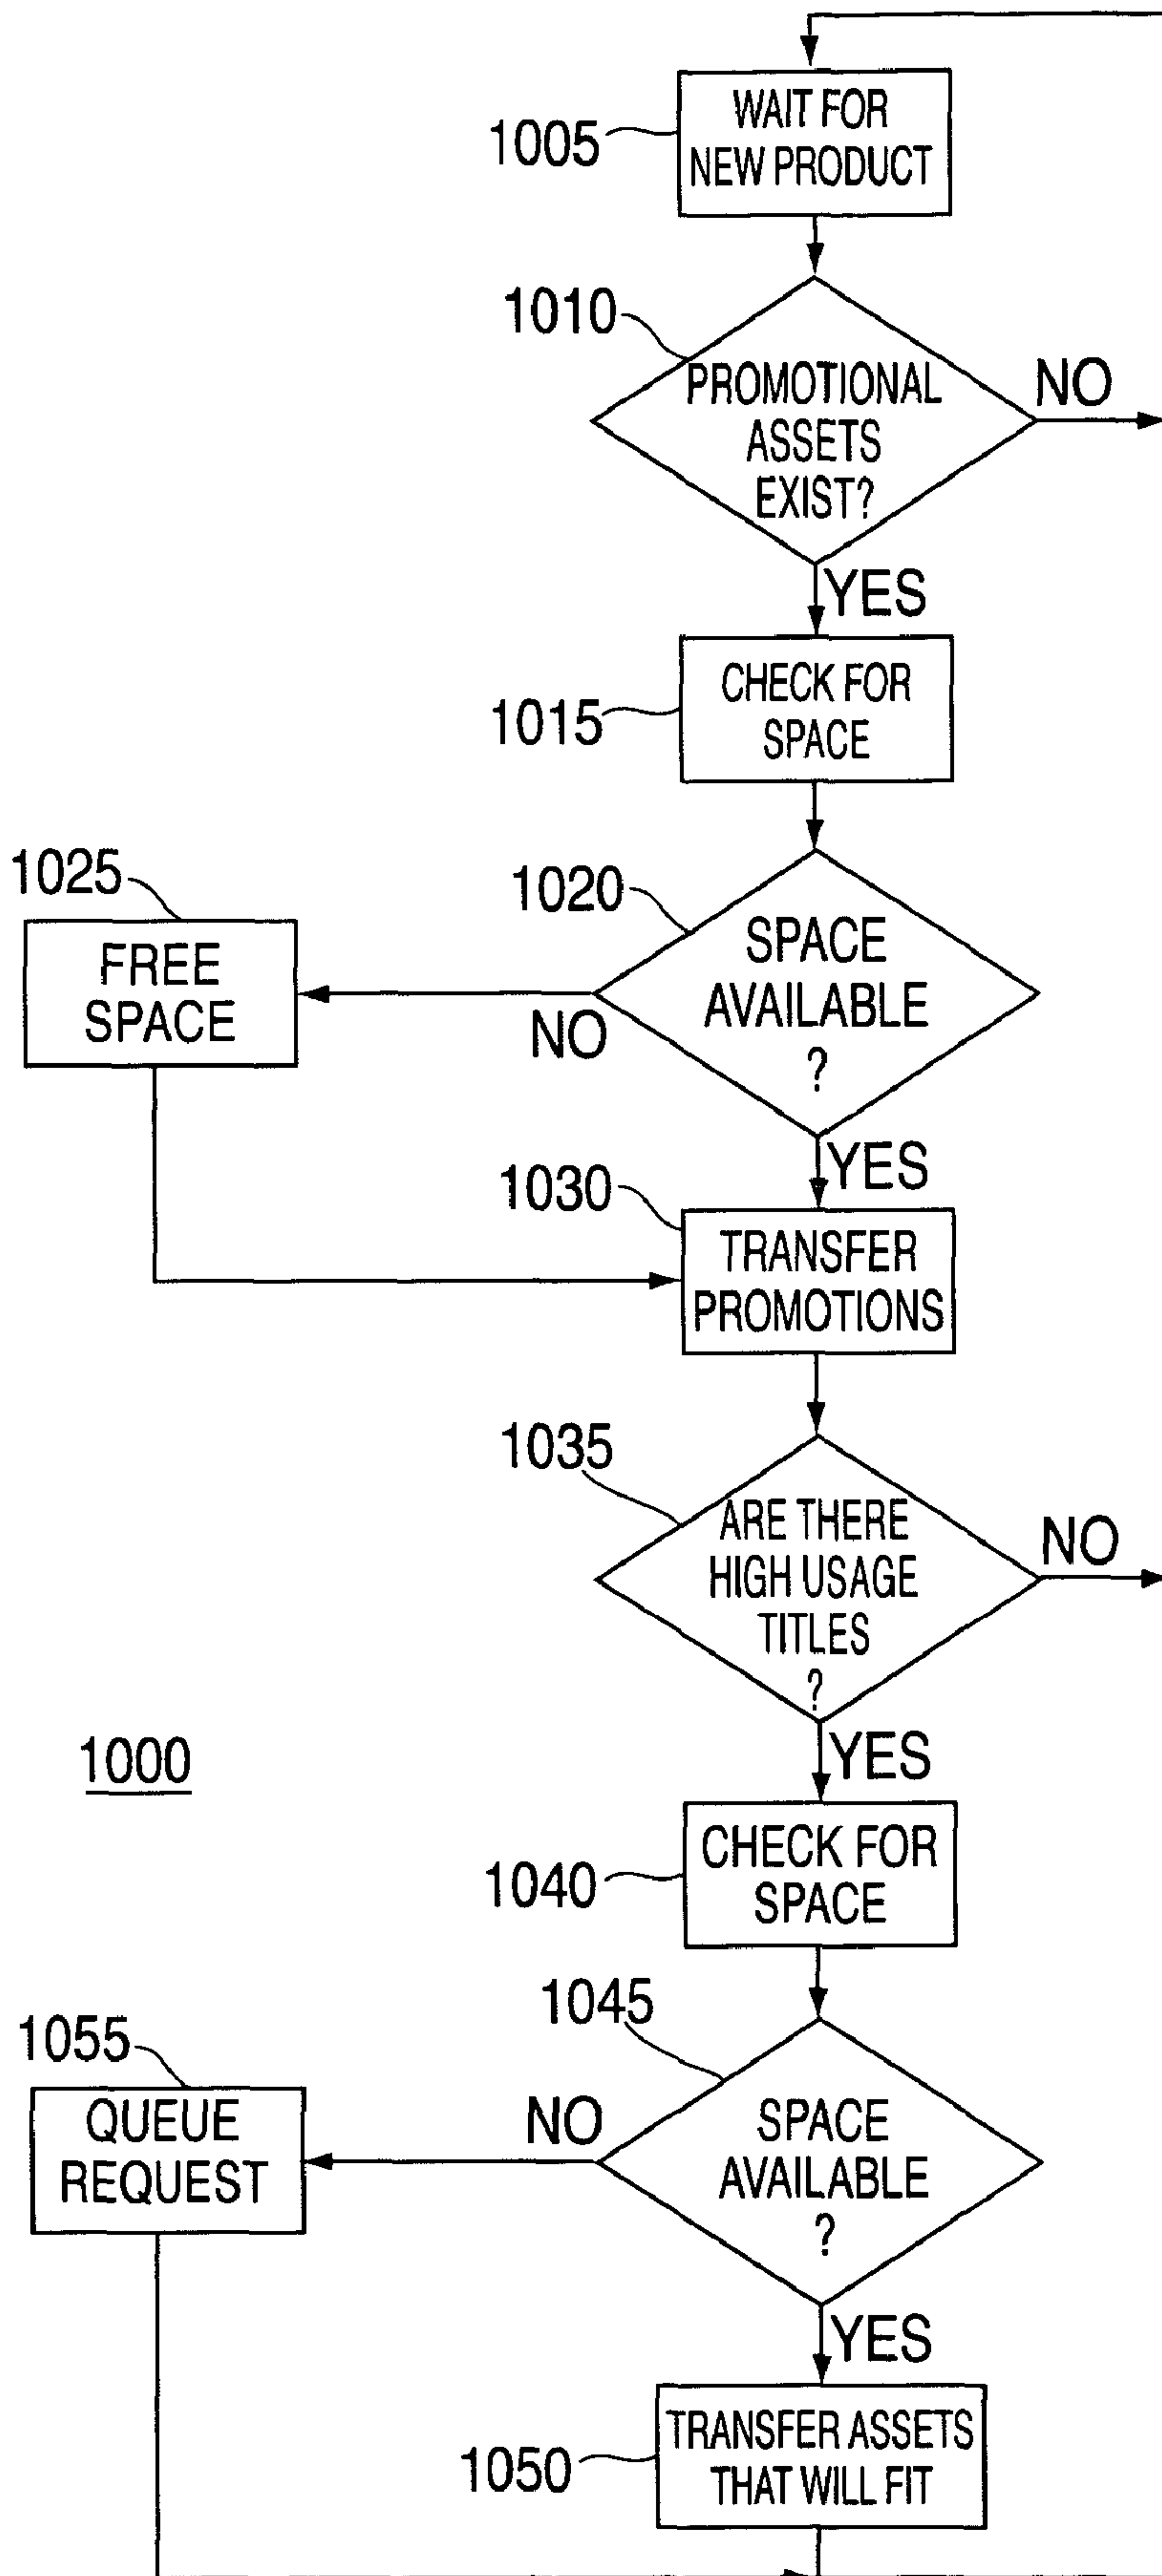 WAIT FOR
NEW PRODUCT
1005
1010
PROMOTIONAL
ASSETS
EXIST?
NO
YES
CHECK FOR
SPACE
1015
1025
FREE
SPACE
1020
SPACE
AVAILABLE
?
NO
YES
1030
TRANSFER
PROMOTIONS
1035
ARE THERE
HIGH USAGE
TITLES
?
NO
YES
1000
CHECK FOR
SPACE
1040
1045
1055
QUEUE
REQUEST
NO
SPACE
AVAILABLE
?
YES
TRANSFER ASSETS
THAT WILL FIT
1050